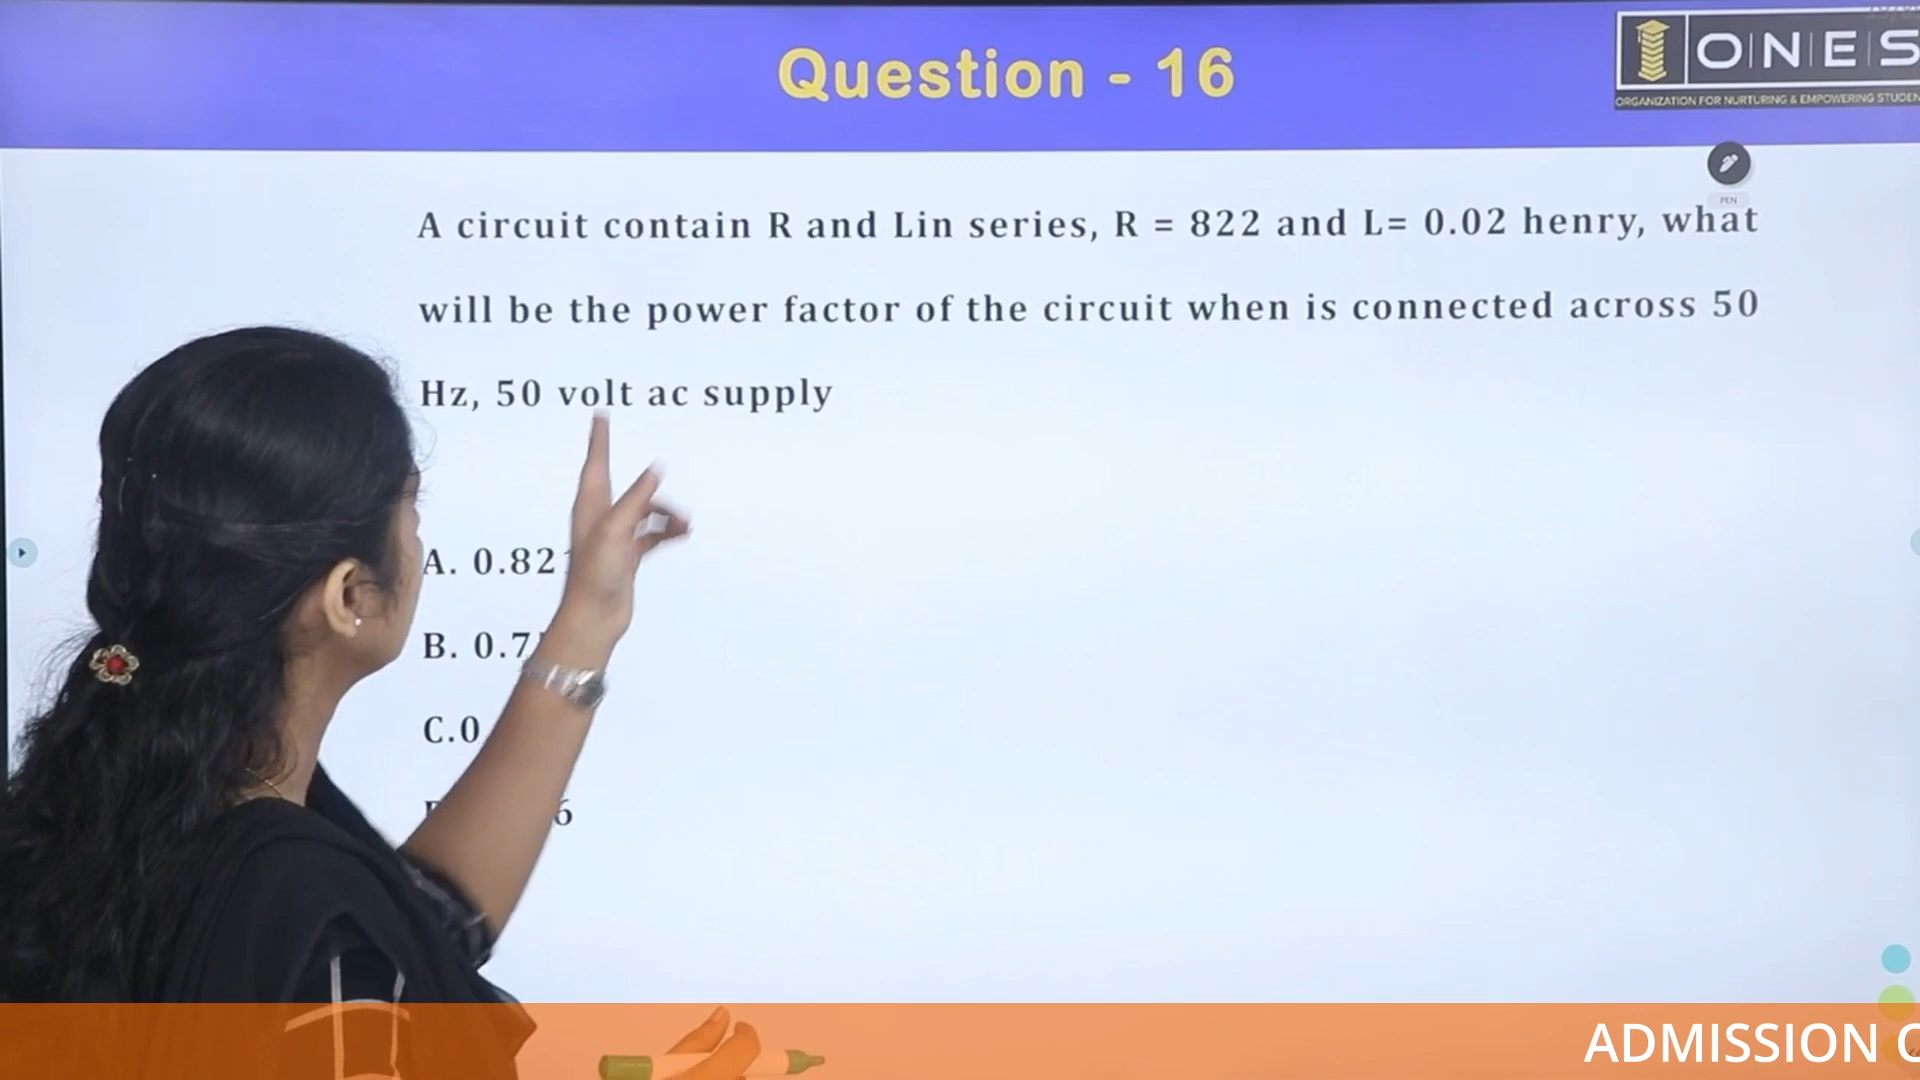 Question - 16
O|N|E|S
ORGANIZATION FOR NURTURING & EMPOWERING STUDEN
PEN
A circuit contain R and Lin series, R = 822 and L= 0.02 henry, what
will be the power factor of the circuit when is connected across 50
Hz, 50 volt ac supply
A. 0.82
B. 0.7
C.0
6
ADMISSION